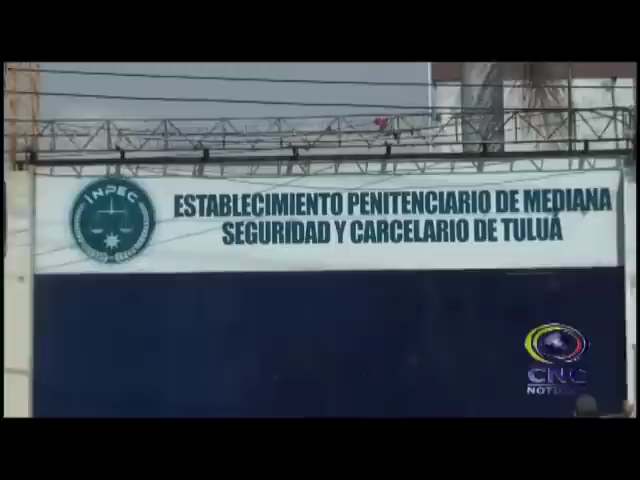 INPEC
ESTABLECIMIENTO PENITENCIARIO DE MEDIANA
SEGURIDAD Y CARCELARIO DE TULUÁ
CNC